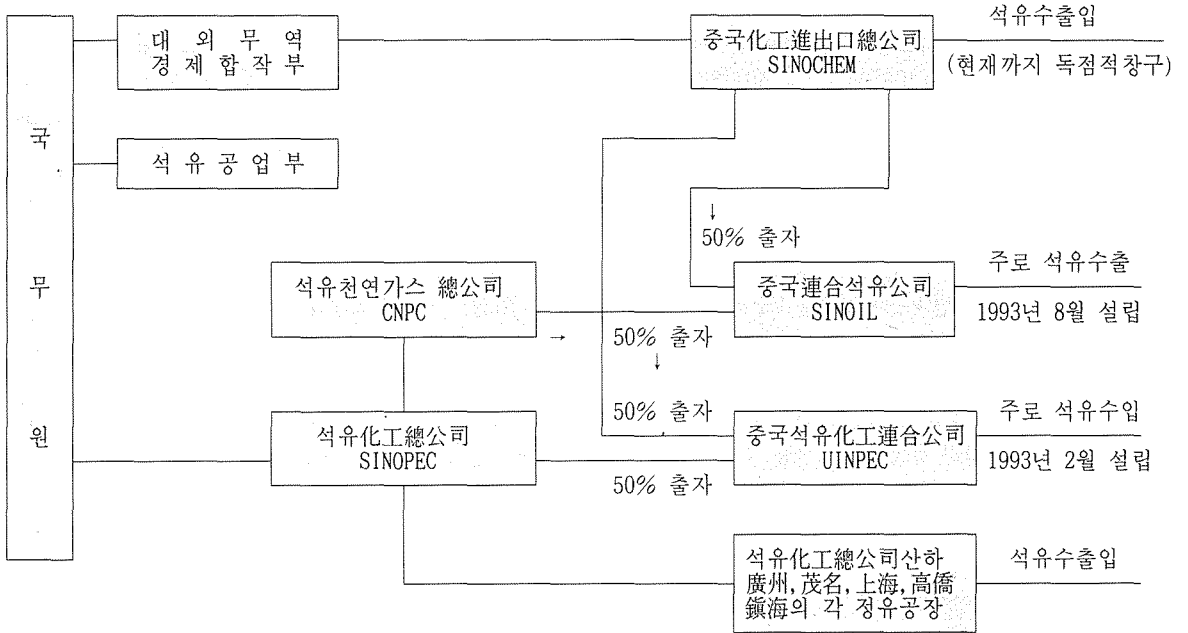 국
무
원
대 외 무 역
경 제 합 작 부
석 유 공 업 부
중국化工進出口總公司
SINOCHEM
석유수출입
(현재까지 독점적창구)
↓
50% 출자
석유천연가스 總公司
CNPC
→
50% 출자
↓
중국連合석유公司
SINOIL
주로 석유수출
1993년 8월 설립
석유化工總公司
SINOPEC
50% 출자
50% 출자
중국석유化工連合公司
UINPEC
주로 석유수입
1993년 2월 설립
석유化工總公司산하
廣州, 茂名, 上海, 高僑
鎭海의 각 정유공장
석유수출입